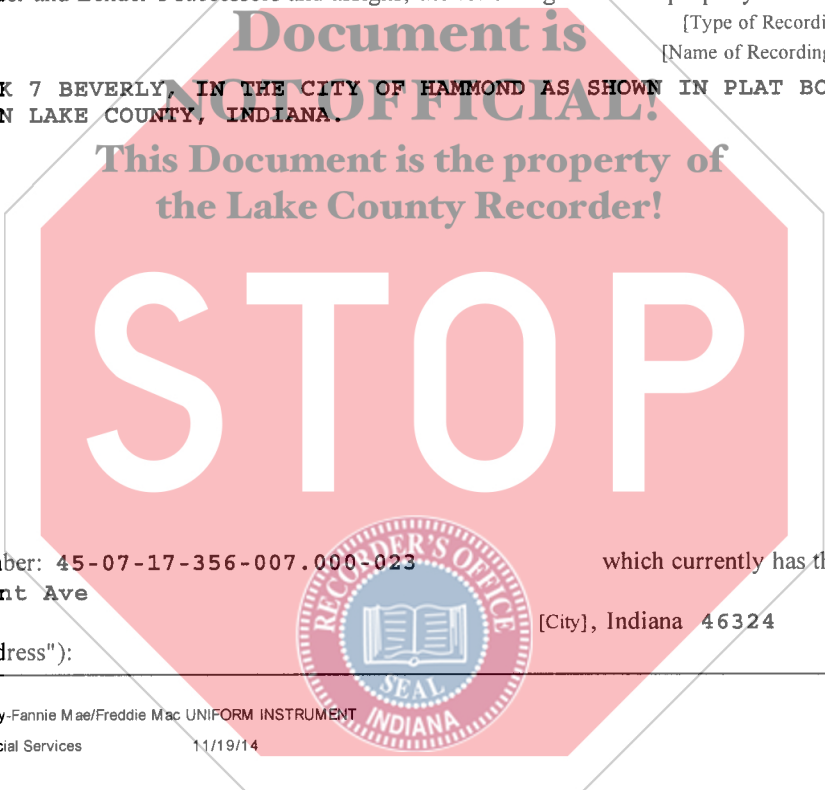 [Type of Recordi
Document is
[Name of Recording
K 7 BEVERLY, IN THE CITY OF HAMMOND AS SHOWN IN PLAT BO
NOT OFFICIAL!
N LAKE COUNTY, INDIANA.
This Document is the property of
the Lake County Recorder!
STOP
ber: 45-07-17-356-007.000-023 which currently has th
nt Ave
[City], Indiana 46324
dress"):
RECORDER'S OFFICE
SEAL
INDIANA
y-Fannie Mae/Freddie Mac UNIFORM INSTRUMENT
cial Services 11/19/14